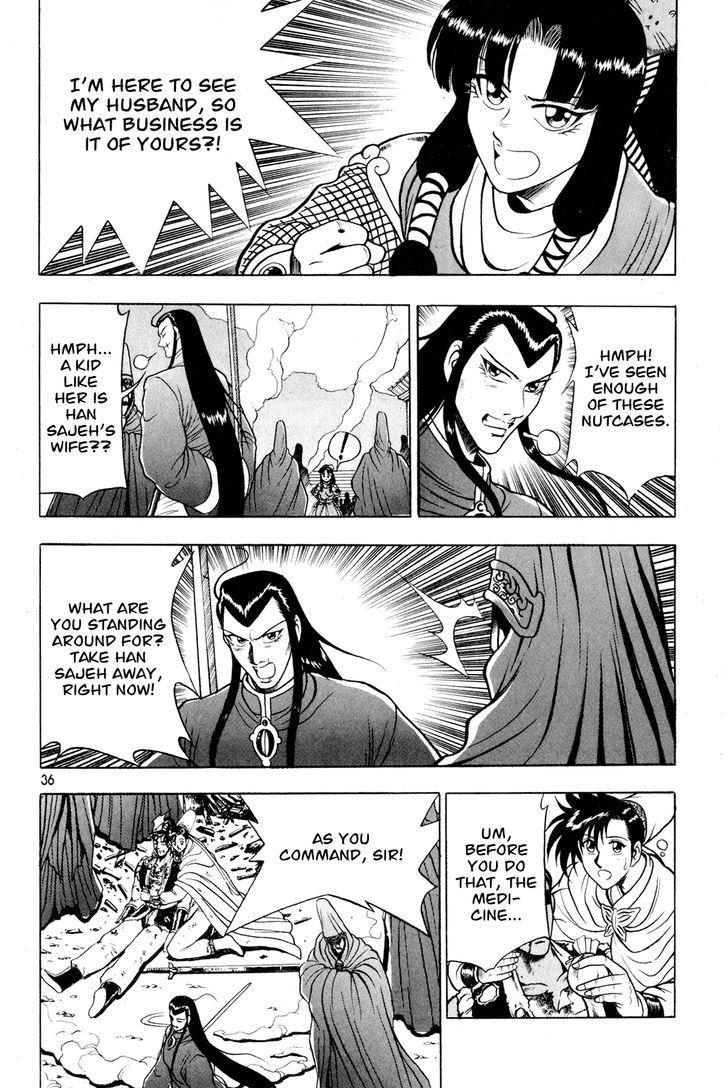 I'M HERE TO SEE
MY HUSBAND, SO
WHAT BUSINESS IS
IT OF YOURS?!
HMPH...
A KID
LIKE
HER IS
HAN
SAJEH'S
WIFE??
!
HMPH!
I'VE SEEN
ENOUGH
OF THESE
NUTCASES.
WHAT ARE
YOU STANDING
AROUND FOR?
TAKE HAN
SAJEH AWAY,
RIGHT NOW!
36
AS YOU
COMMAND, SIR!
UM,
BEFORE
YOU DO
THAT, THE
MEDI-
CINE...